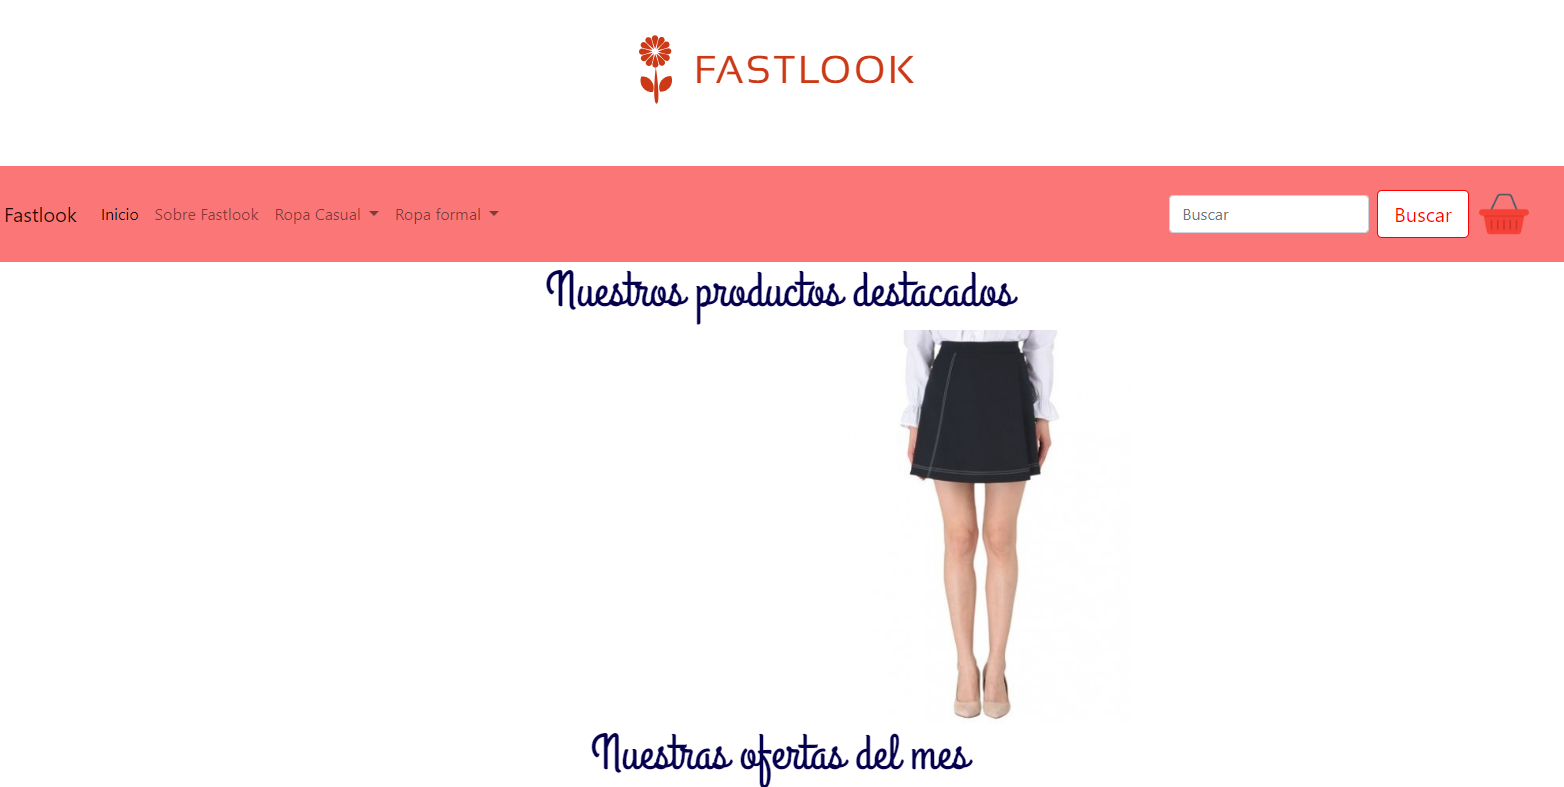 FASTLOOK
Fastlook Inicio Sobre Fastlook Ropa Casual Ropa formal Buscar Buscar
Nuestros productos destacados
Nuestras ofertas del mes